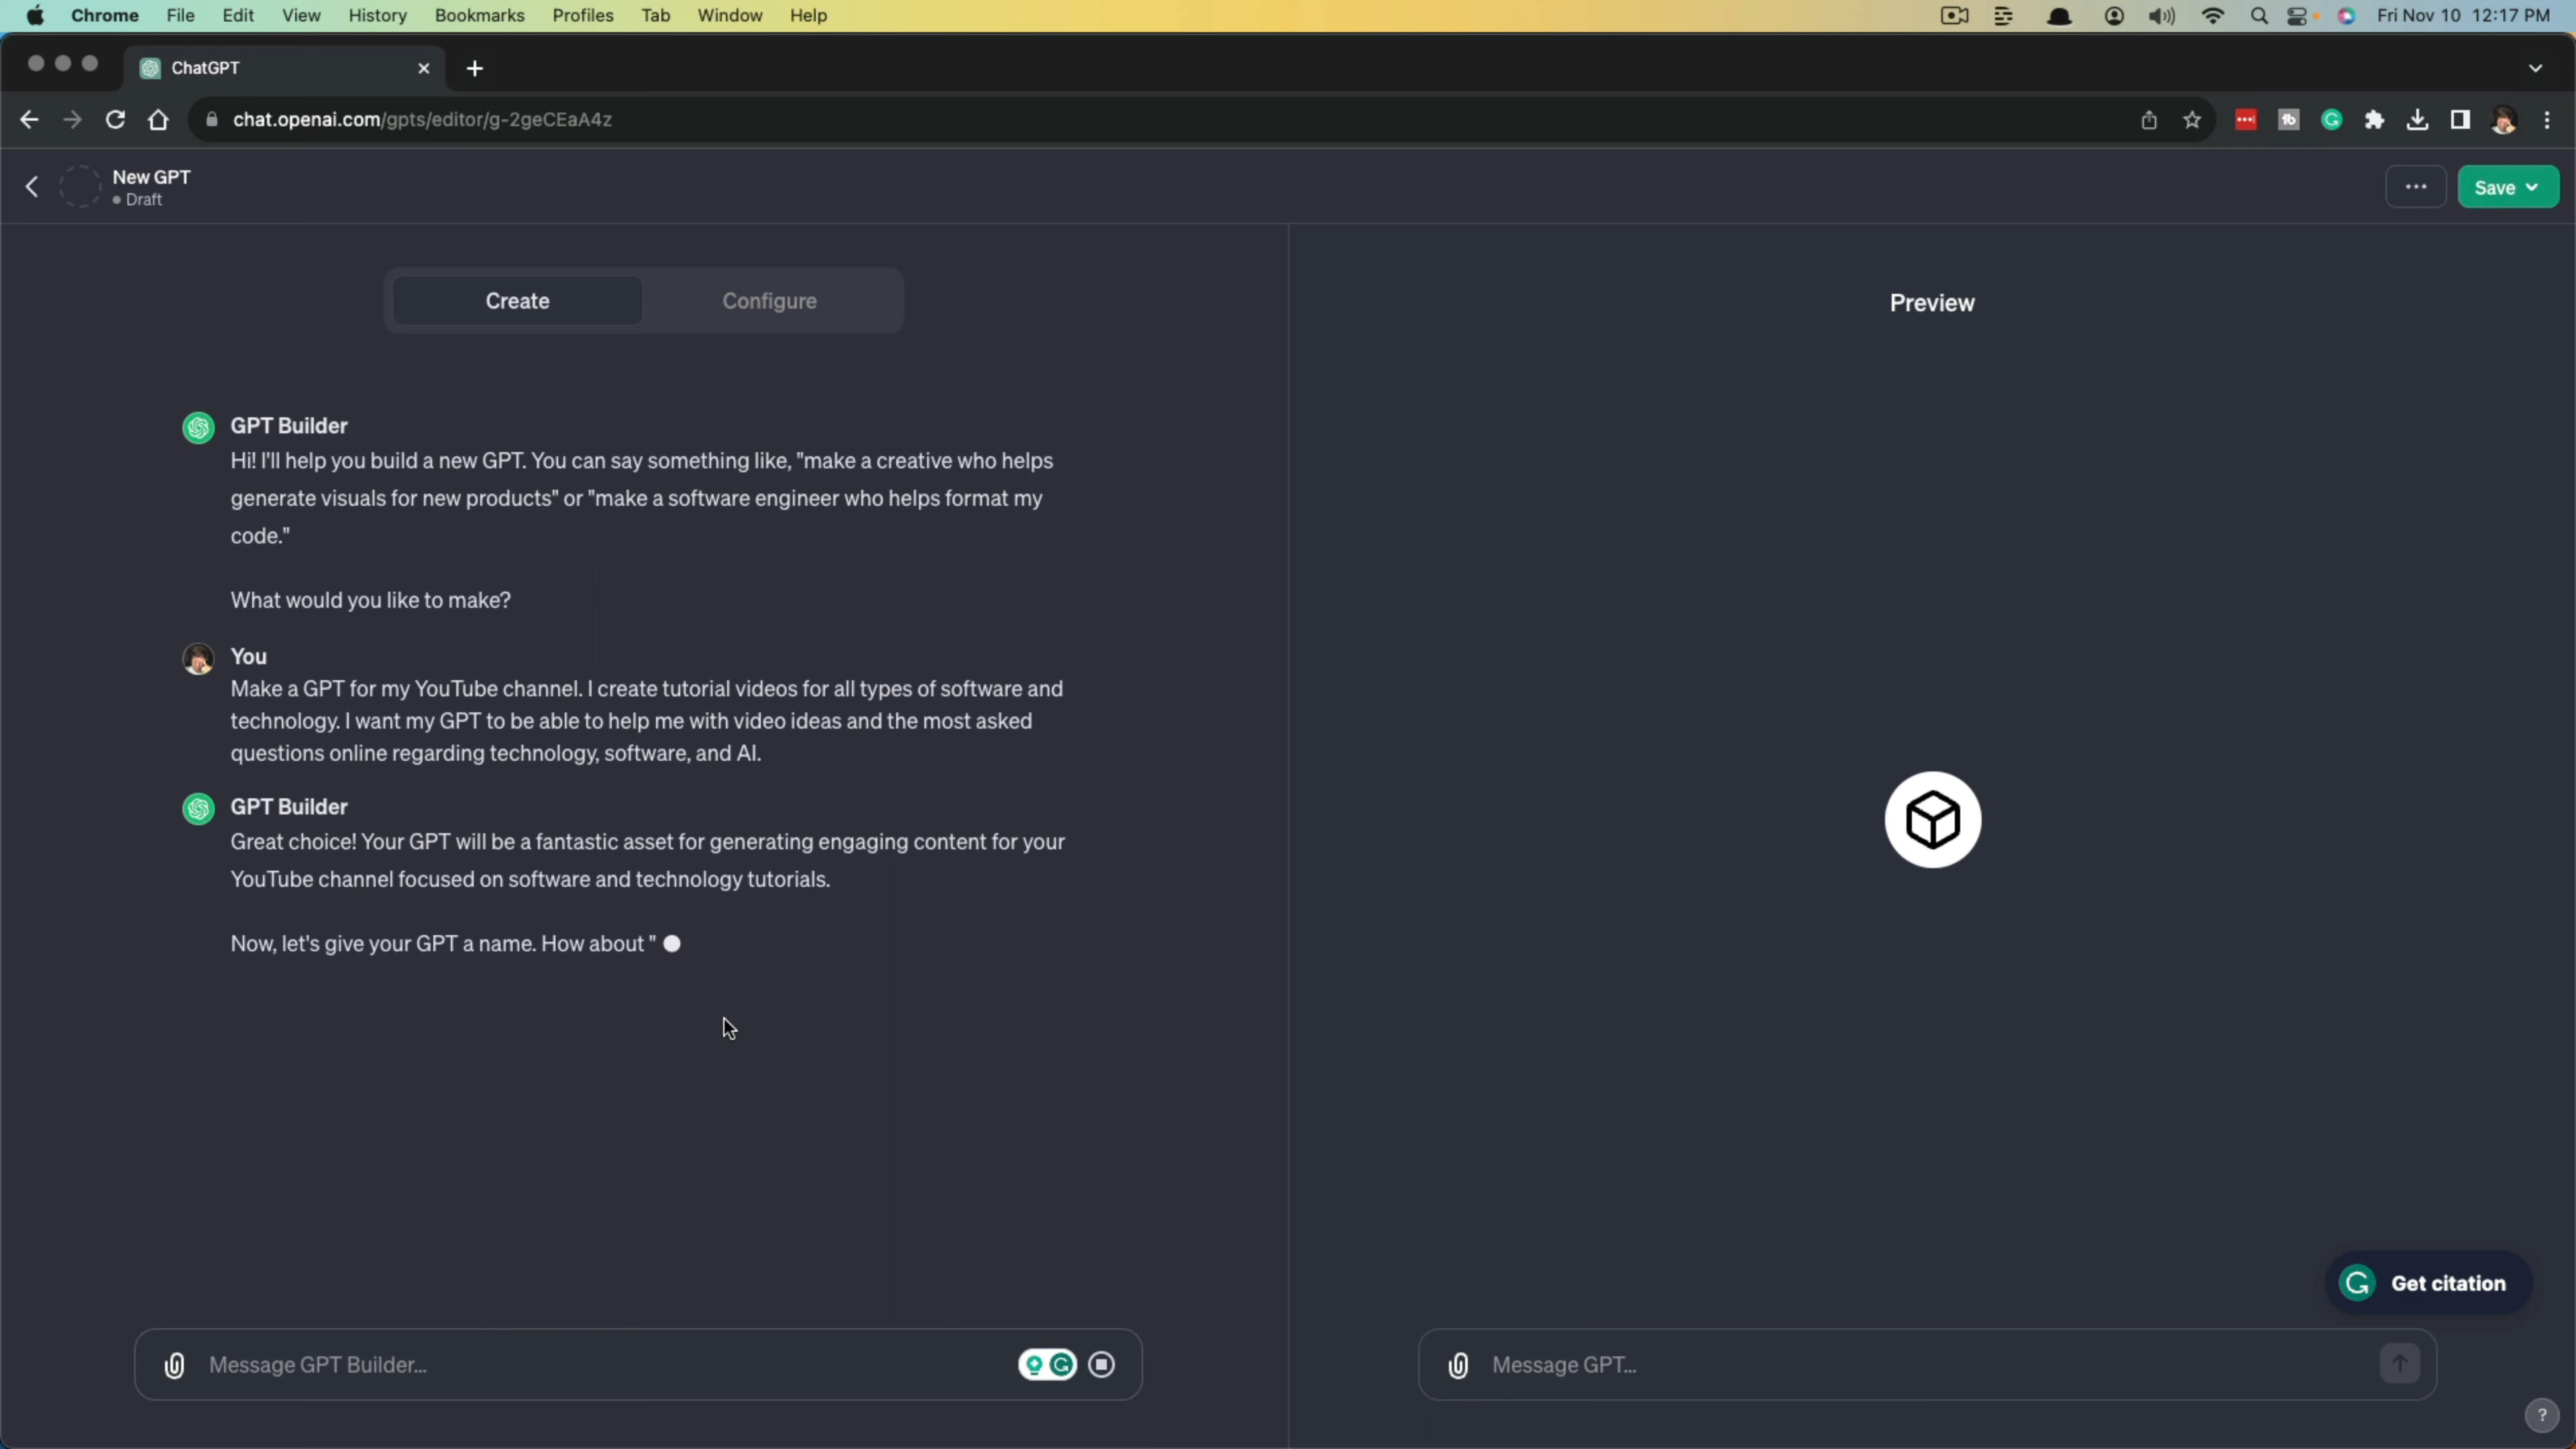 Chrome File Edit View History Bookmarks Profiles Tab Window Help Fri Nov 10 12:17 PM
ChatGPT
chat.openai.com/gpts/editor/g-2geCEaA4z
New GPT
Draft
Save
Create Configure
Preview
GPT Builder
Hi! I'll help you build a new GPT. You can say something like, "make a creative who helps
generate visuals for new products" or "make a software engineer who helps format my
code."
What would you like to make?
You
Make a GPT for my YouTube channel. I create tutorial videos for all types of software and
technology. I want my GPT to be able to help me with video ideas and the most asked
questions online regarding technology, software, and AI.
GPT Builder
Great choice! Your GPT will be a fantastic asset for generating engaging content for your
YouTube channel focused on software and technology tutorials.
Now, let's give your GPT a name. How about "
Get citation
Message GPT Builder...
Message GPT...
?